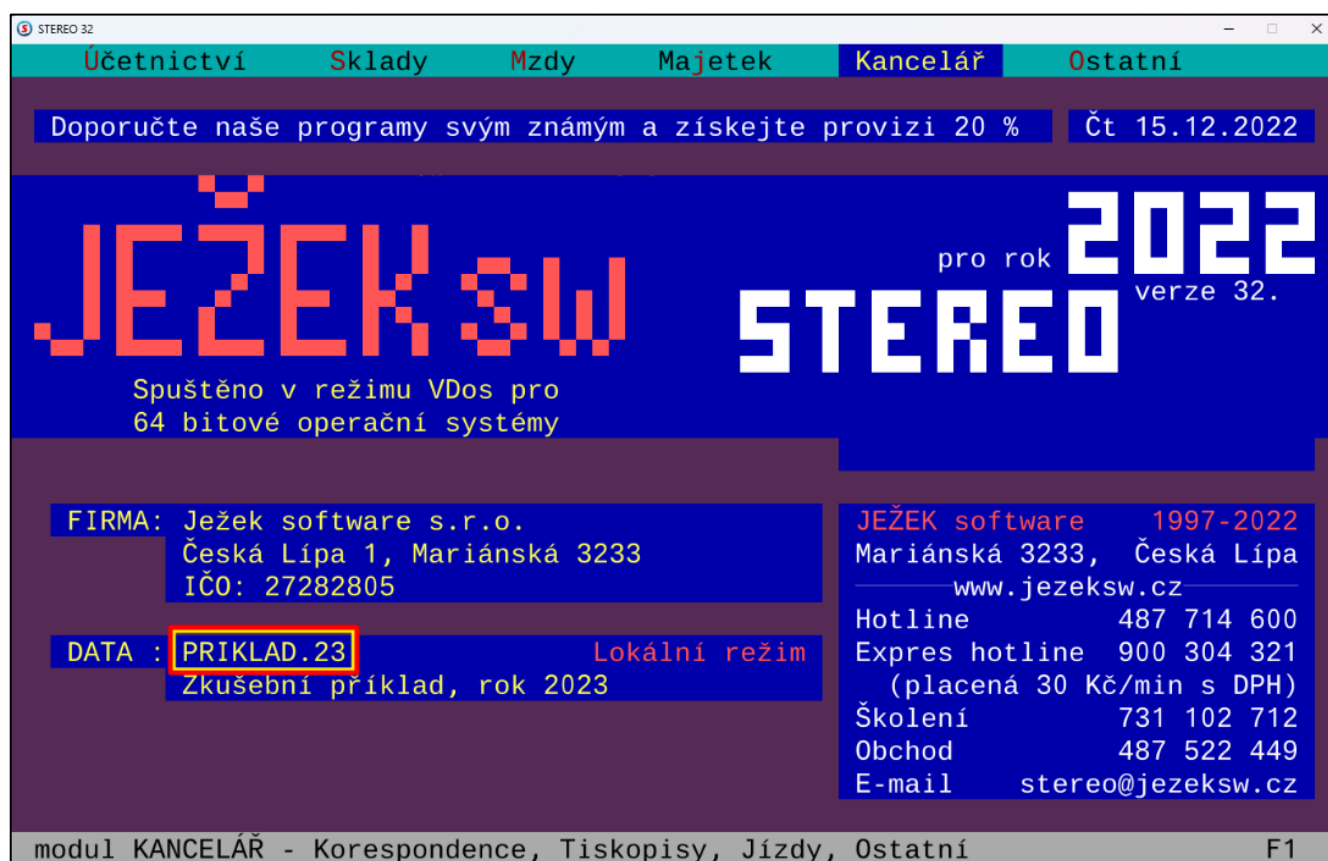 STEREO 32
Účetnictví Sklady Mzdy Majetek Kancelář Ostatní
Doporučte naše programy svým známým a získejte provizi 20 % Čt 15.12.2022
JEŽEK SW
pro rok 2022
STEREO verze 32.
Spuštěno v režimu VDos pro
64 bitové operační systémy
FIRMA: Ježek software s.r.o.
Česká Lípa 1, Mariánská 3233
IČO: 27282805
DATA : PRIKLAD.23 Lokální režim
Zkušební příklad, rok 2023
JEŽEK software 1997-2022
Mariánská 3233, Česká Lípa
www.jezeksw.cz
Hotline 487 714 600
Expres hotline 900 304 321
(placená 30 Kč/min s DPH)
Školení 731 102 712
Obchod 487 522 449
E-mail stereo@jezeksw.cz
modul KANCELÁŘ - Korespondence, Tiskopisy, Jízdy, Ostatní F1